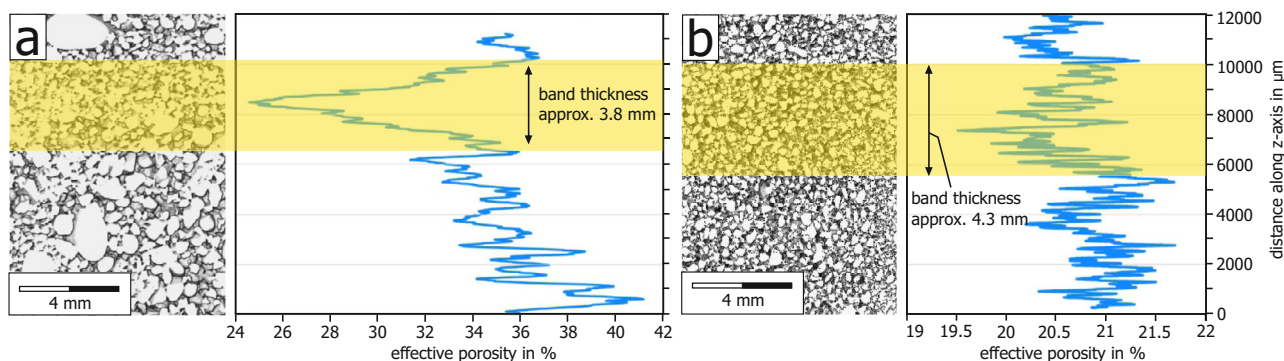 a
4 mm
band thickness
approx. 3.8 mm
24 26 28 30 32 34 36 38 40 42
effective porosity in %
b
band thickness
approx. 4.3 mm
19 19.5 20 20.5 21 21.5 22
effective porosity in %
12000
10000
8000
6000
4000
2000
0
distance along z-axis in µm
4 mm